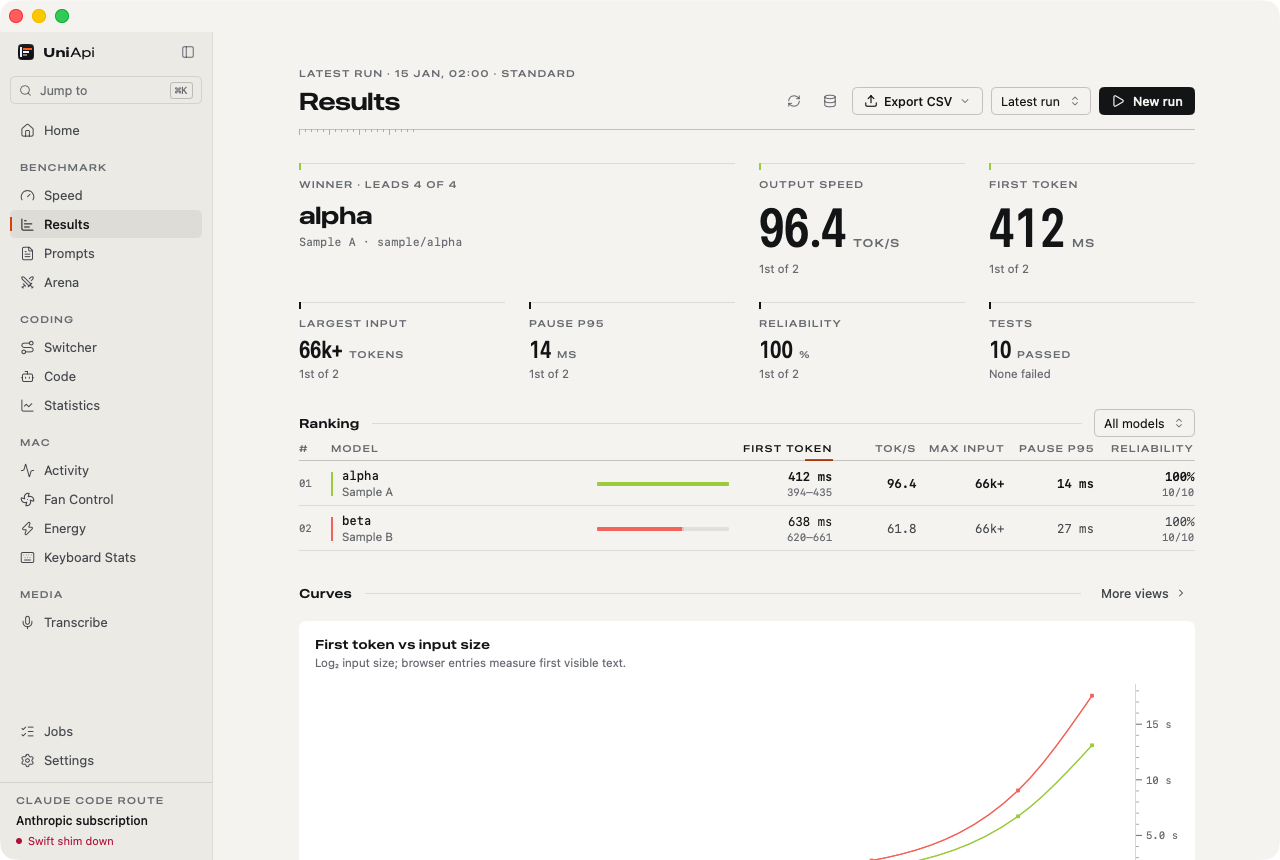 UniApi
Jump to ⌘K
Home
BENCHMARK
Speed
Results
Prompts
Arena
CODING
Switcher
Code
Statistics
MAC
Activity
Fan Control
Energy
Keyboard Stats
MEDIA
Transcribe
Jobs
Settings
CLAUDE CODE ROUTE
Anthropic subscription
Swift shim down
LATEST RUN · 15 JAN, 02:00 · STANDARD
Results
Export CSV
Latest run
New run
WINNER · LEADS 4 OF 4
alpha
Sample A · sample/alpha
OUTPUT SPEED
96.4 TOK/S
1st of 2
FIRST TOKEN
412 MS
1st of 2
LARGEST INPUT
66k+ TOKENS
1st of 2
PAUSE P95
14 MS
1st of 2
RELIABILITY
100 %
1st of 2
TESTS
10 PASSED
None failed
Ranking
All models
# MODEL FIRST TOKEN TOK/S MAX INPUT PAUSE P95 RELIABILITY
01 alpha 412 ms 96.4 66k+ 14 ms 100%
Sample A 394–435 10/10
02 beta 638 ms 61.8 66k+ 27 ms 100%
Sample B 620–661 10/10
Curves
More views
First token vs input size
Log₂ input size; browser entries measure first visible text.
15 s
10 s
5.0 s